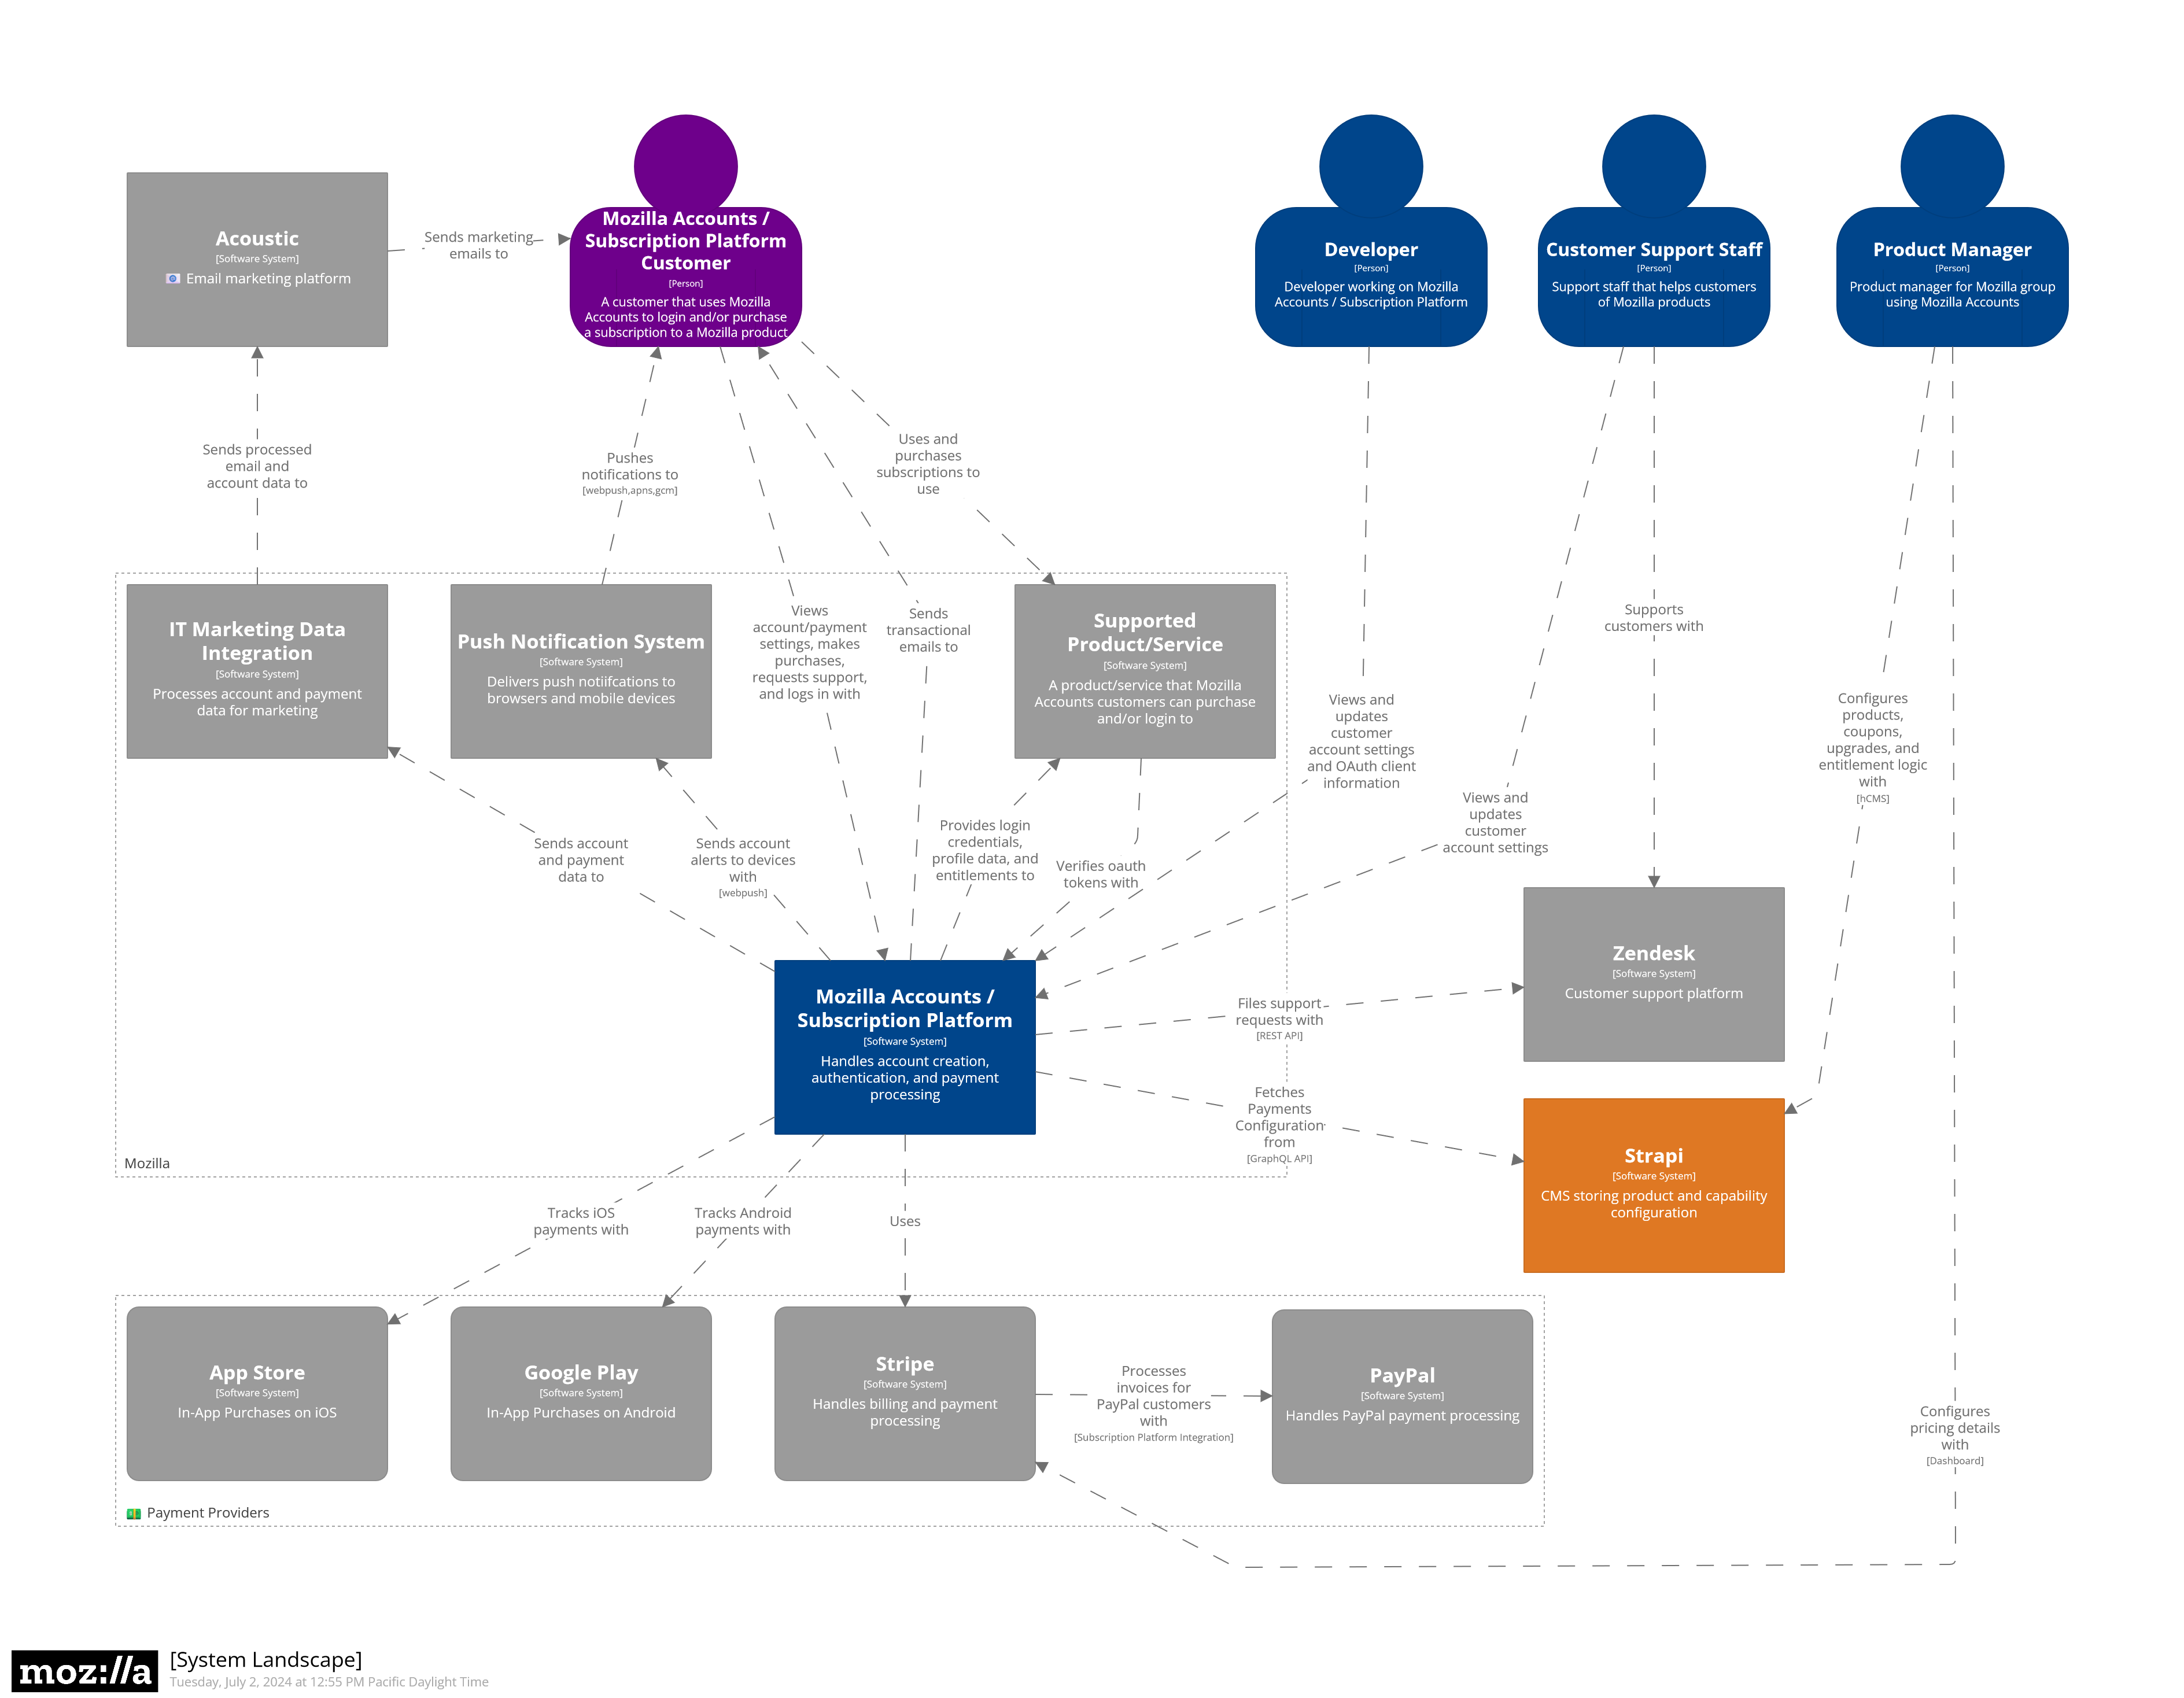 Acoustic
[Software System]
Email marketing platform
Sends marketing
emails to
Mozilla Accounts /
Subscription Platform
Customer
[Person]
A customer that uses Mozilla
Accounts to login and/or purchase
a subscription to a Mozilla product
Developer
[Person]
Developer working on Mozilla
Accounts / Subscription Platform
Customer Support Staff
[Person]
Support staff that helps customers
of Mozilla products
Product Manager
[Person]
Product manager for Mozilla group
using Mozilla Accounts
Sends processed
email and
account data to
Pushes
notifications to
[webpush,apns,gcm]
Uses and
purchases
subscriptions to
use
IT Marketing Data
Integration
[Software System]
Processes account and payment
data for marketing
Push Notification System
[Software System]
Delivers push notiifcations to
browsers and mobile devices
Views
account/payment
settings, makes
purchases,
requests support,
and logs in with
Sends
transactional
emails to
Supported
Product/Service
[Software System]
A product/service that Mozilla
Accounts customers can purchase
and/or login to
Supports
customers with
Views and
updates
customer
account settings
and OAuth client
information
Configures
products,
coupons,
upgrades, and
entitlement logic
with
[hCMS]
Views and
updates
customer
account settings
Sends account
and payment
data to
Sends account
alerts to devices
with
[webpush]
Provides login
credentials,
profile data, and
entitlements to
Verifies oauth
tokens with
Zendesk
[Software System]
Customer support platform
Mozilla Accounts /
Subscription Platform
[Software System]
Handles account creation,
authentication, and payment
processing
Files support
requests with
[REST API]
Fetches
Payments
Configuration
from
[GraphQL API]
Strapi
[Software System]
CMS storing product and capability
configuration
Mozilla
Tracks iOS
payments with
Tracks Android
payments with
Uses
App Store
[Software System]
In-App Purchases on iOS
Google Play
[Software System]
In-App Purchases on Android
Stripe
[Software System]
Handles billing and payment
processing
Processes
invoices for
PayPal customers
with
[Subscription Platform Integration]
PayPal
[Software System]
Handles PayPal payment processing
Configures
pricing details
with
[Dashboard]
Payment Providers
moz://a
[System Landscape]
Tuesday, July 2, 2024 at 12:55 PM Pacific Daylight Time